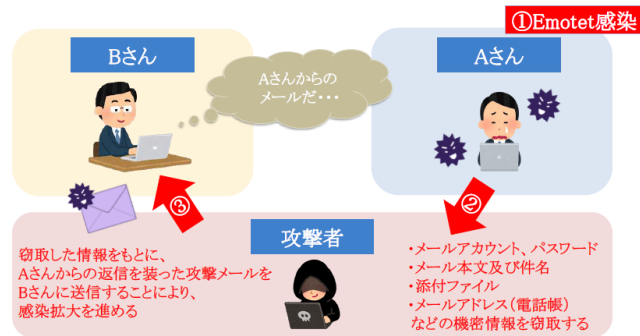 ①Emotet感染
Bさん
Aさん
Aさんからの
メールだ・・・
③
②
攻撃者
窃取した情報をもとに、
Aさんからの返信を装った攻撃メールを
Bさんに送信することにより、
感染拡大を進める
・メールアカウント、パスワード
・メール本文及び件名
・添付ファイル
・メールアドレス（電話帳）
などの機密情報を窃取する